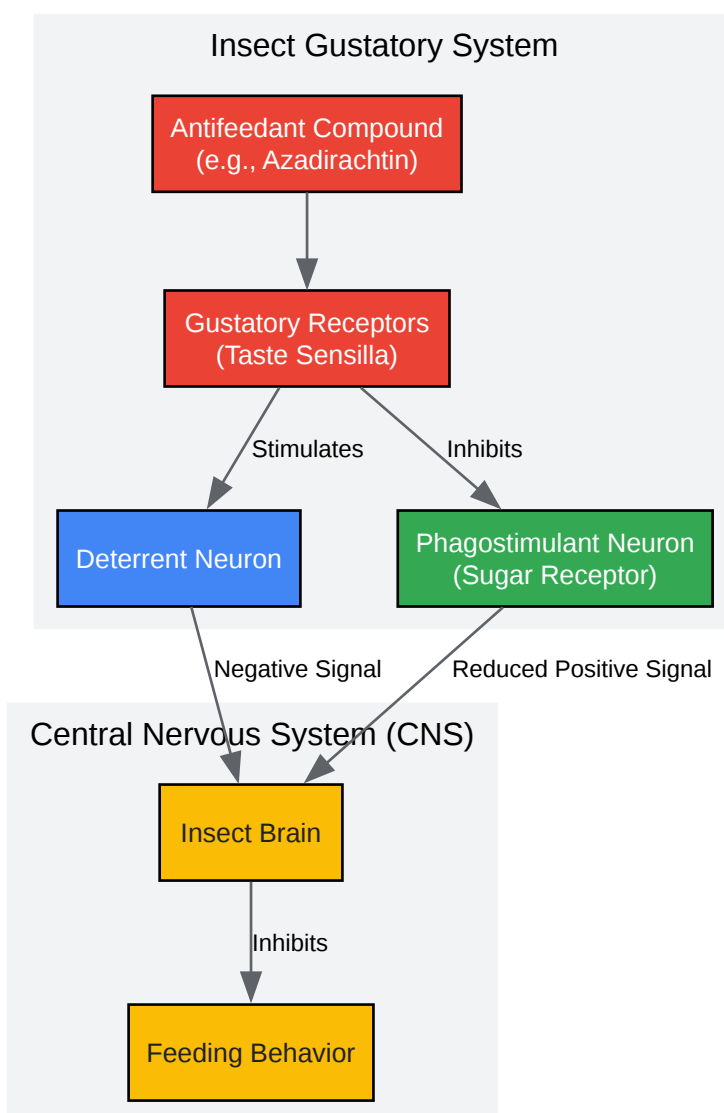 Insect Gustatory System
Antifeedant Compound
(e.g., Azadirachtin)
Gustatory Receptors
(Taste Sensilla)
Stimulates
Inhibits
Deterrent Neuron
Phagostimulant Neuron
(Sugar Receptor)
Negative Signal
Reduced Positive Signal
Central Nervous System (CNS)
Insect Brain
Inhibits
Feeding Behavior